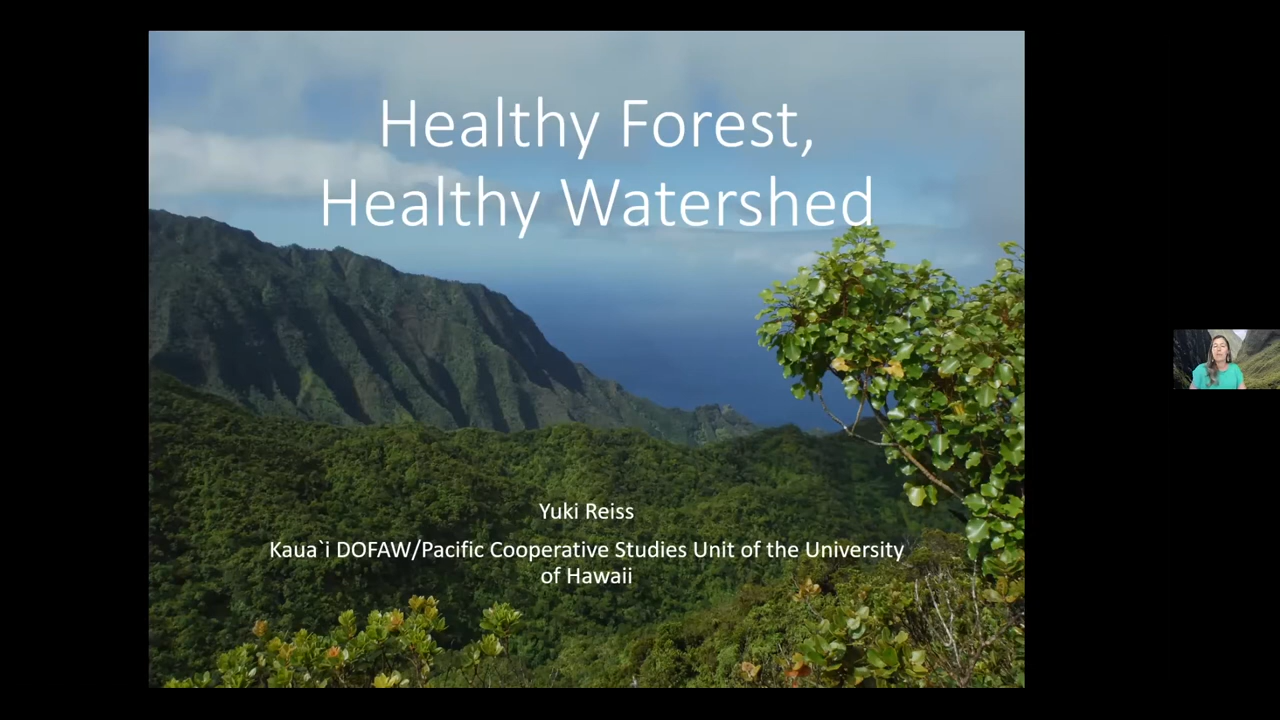 Healthy Forest,
Healthy Watershed
Yuki Reiss
Kaua`i DOFAW/Pacific Cooperative Studies Unit of the University
of Hawaii